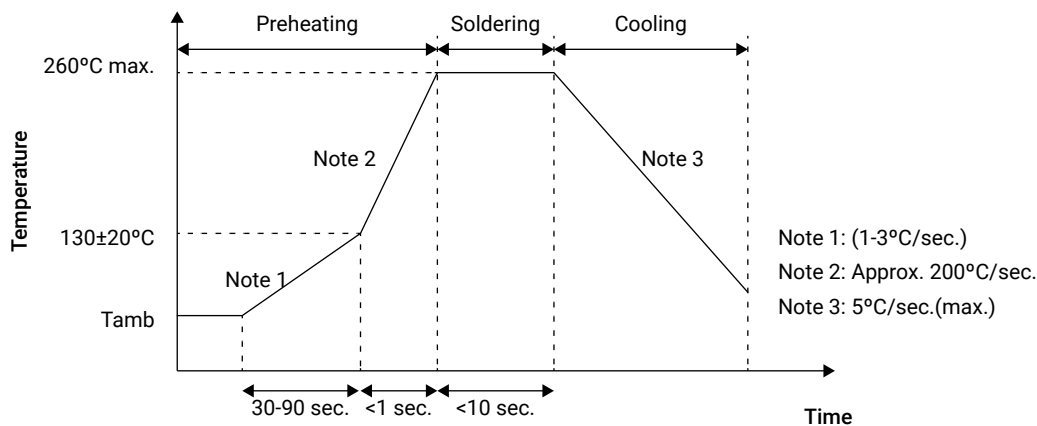 Preheating
Soldering
Cooling
260ºC max.
Note 2
Note 3
Temperature
130±20ºC
Note 1: (1-3ºC/sec.)
Note 1
Note 2: Approx. 200ºC/sec.
Note 3: 5ºC/sec.(max.)
Tamb
30-90 sec.
<1 sec.
<10 sec.
Time